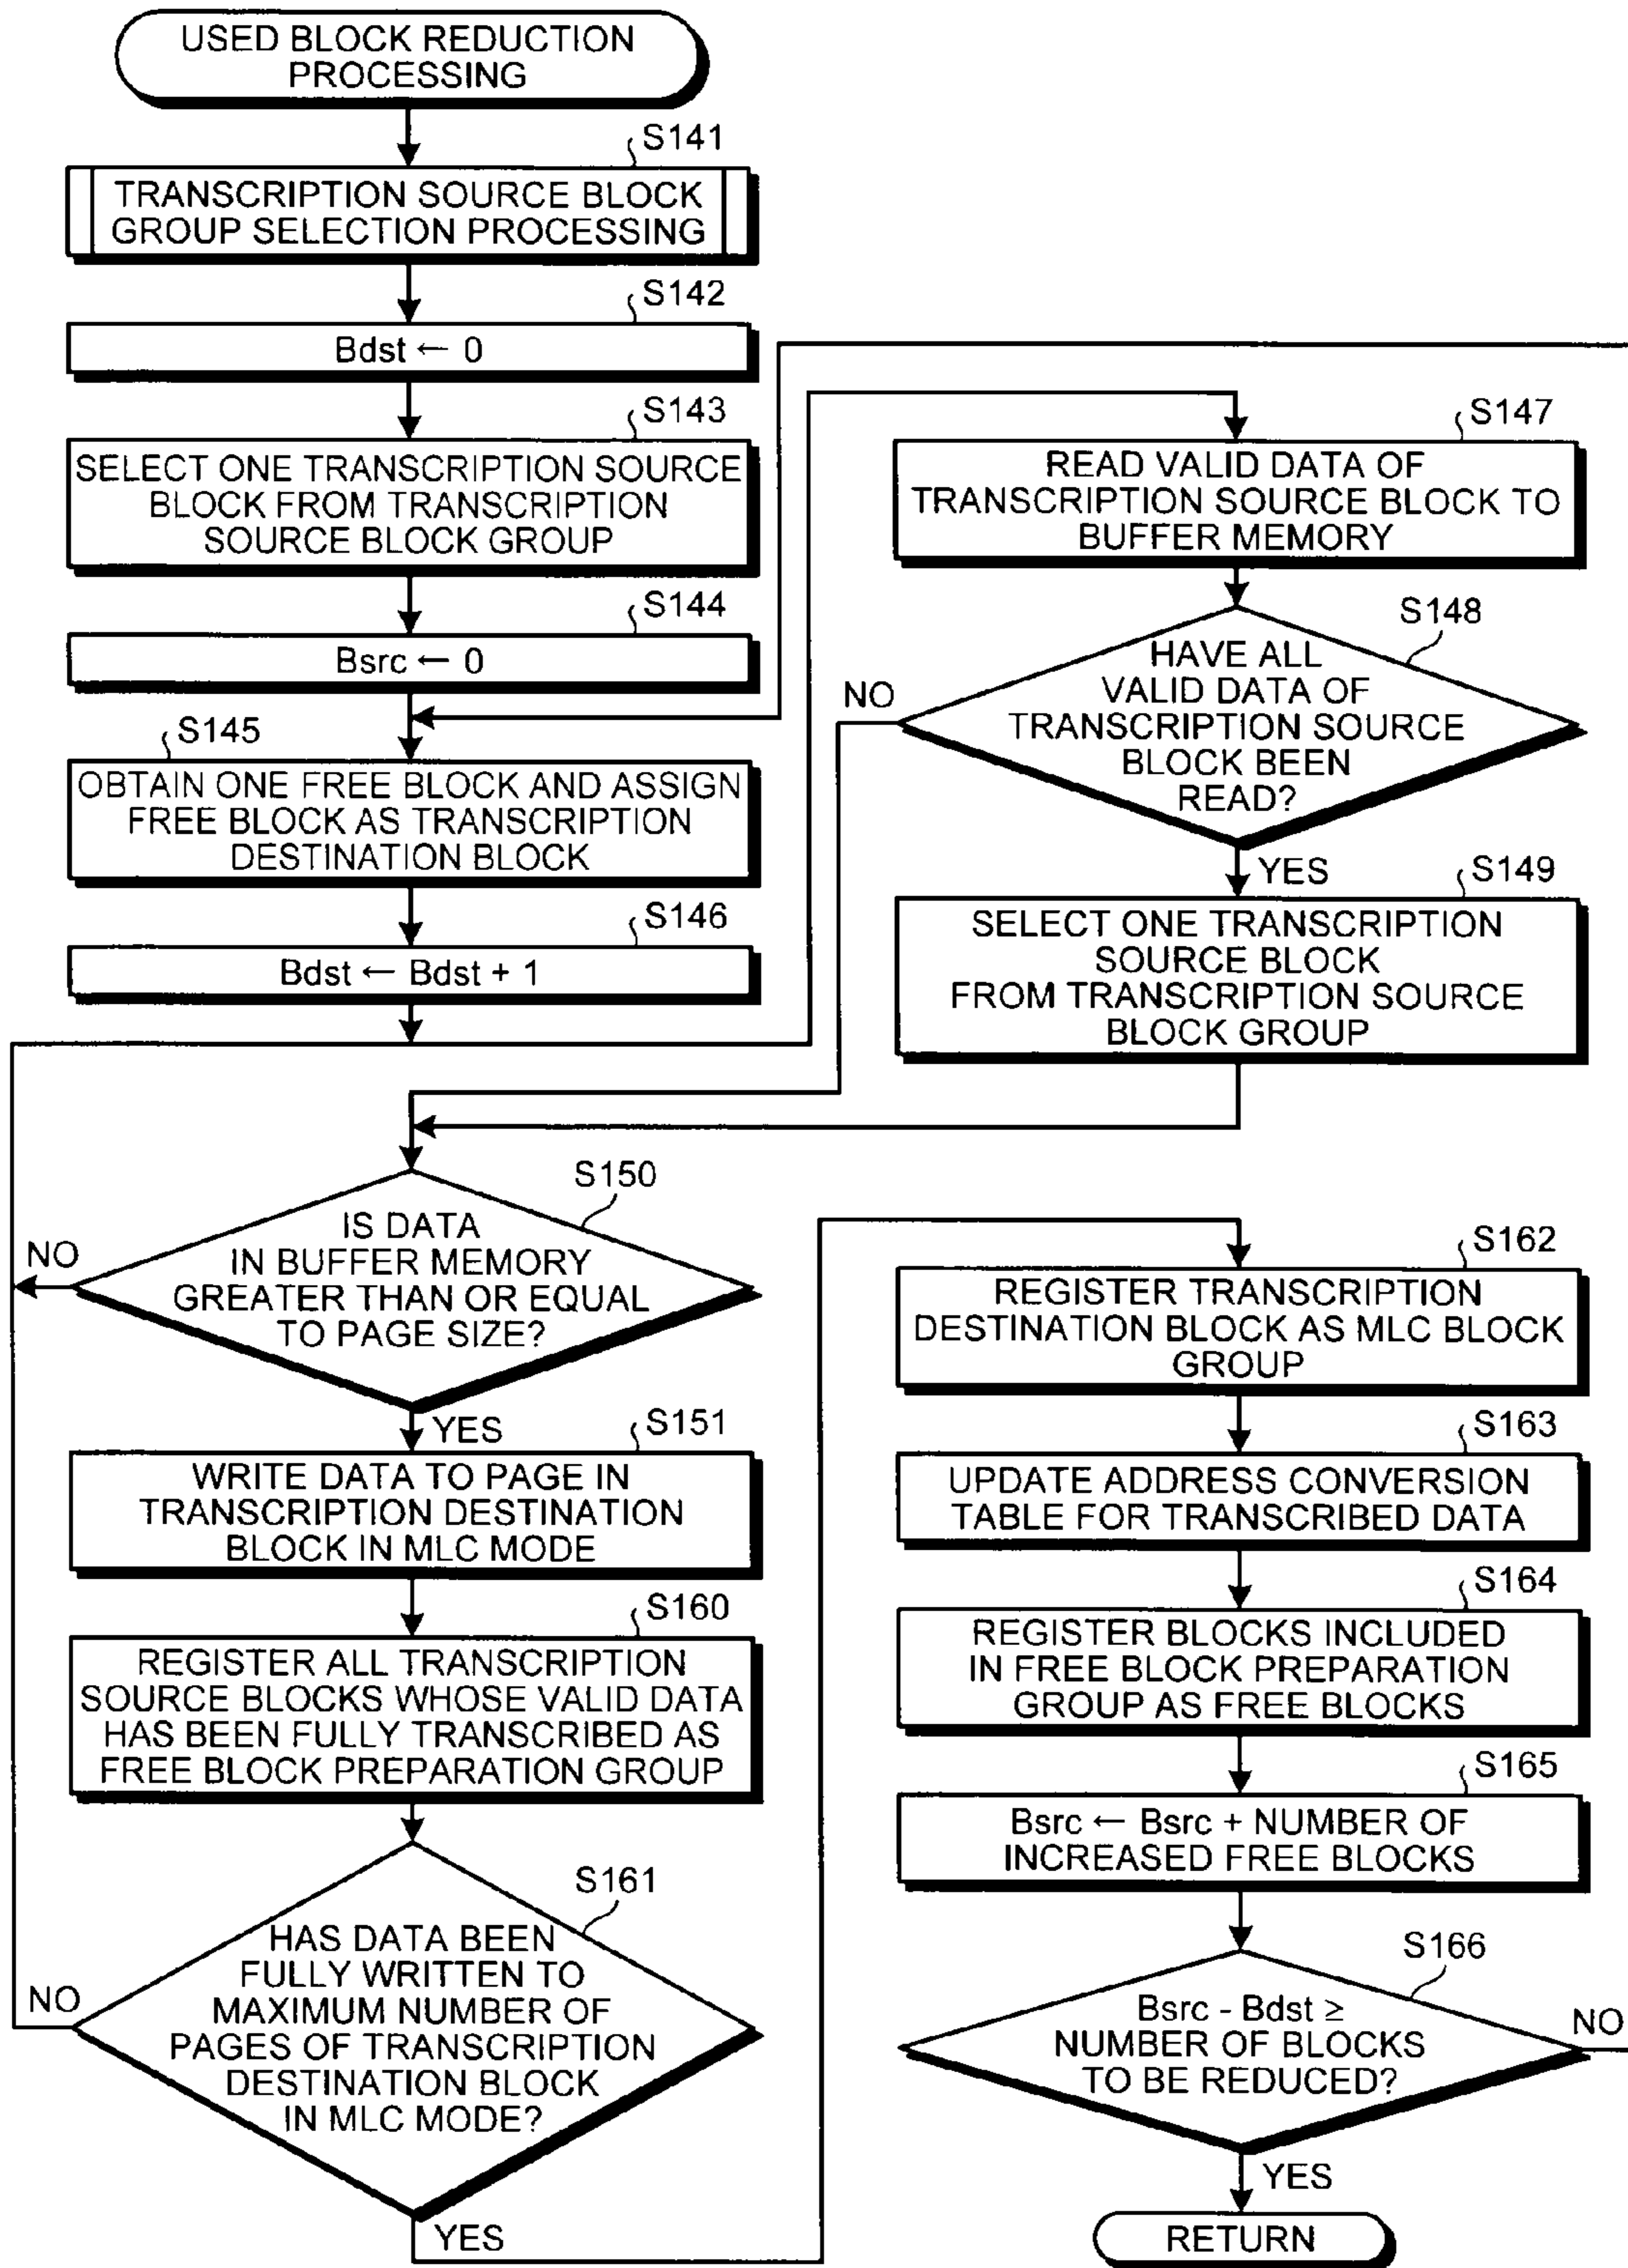 USED BLOCK REDUCTION
PROCESSING
S141
TRANSCRIPTION SOURCE BLOCK
GROUP SELECTION PROCESSING
S142
Bdst ← 0
S143
SELECT ONE TRANSCRIPTION SOURCE
BLOCK FROM TRANSCRIPTION
SOURCE BLOCK GROUP
S144
Bsrc ← 0
S145
OBTAIN ONE FREE BLOCK AND ASSIGN
FREE BLOCK AS TRANSCRIPTION
DESTINATION BLOCK
S146
Bdst ← Bdst + 1
S147
READ VALID DATA OF
TRANSCRIPTION SOURCE BLOCK TO
BUFFER MEMORY
S148
HAVE ALL
VALID DATA OF
TRANSCRIPTION SOURCE
BLOCK BEEN
READ?
NO
YES
S149
SELECT ONE TRANSCRIPTION
SOURCE BLOCK
FROM TRANSCRIPTION SOURCE
BLOCK GROUP
S150
IS DATA
IN BUFFER MEMORY
GREATER THAN OR EQUAL
TO PAGE SIZE?
NO
YES
S151
WRITE DATA TO PAGE IN
TRANSCRIPTION DESTINATION
BLOCK IN MLC MODE
S160
REGISTER ALL TRANSCRIPTION
SOURCE BLOCKS WHOSE VALID DATA
HAS BEEN FULLY TRANSCRIBED AS
FREE BLOCK PREPARATION GROUP
S161
HAS DATA BEEN
FULLY WRITTEN TO
MAXIMUM NUMBER OF
PAGES OF TRANSCRIPTION
DESTINATION BLOCK
IN MLC MODE?
NO
YES
S162
REGISTER TRANSCRIPTION
DESTINATION BLOCK AS MLC BLOCK
GROUP
S163
UPDATE ADDRESS CONVERSION
TABLE FOR TRANSCRIBED DATA
S164
REGISTER BLOCKS INCLUDED
IN FREE BLOCK PREPARATION
GROUP AS FREE BLOCKS
S165
Bsrc ← Bsrc + NUMBER OF
INCREASED FREE BLOCKS
S166
Bsrc - Bdst ≥
NUMBER OF BLOCKS
TO BE REDUCED?
NO
YES
RETURN